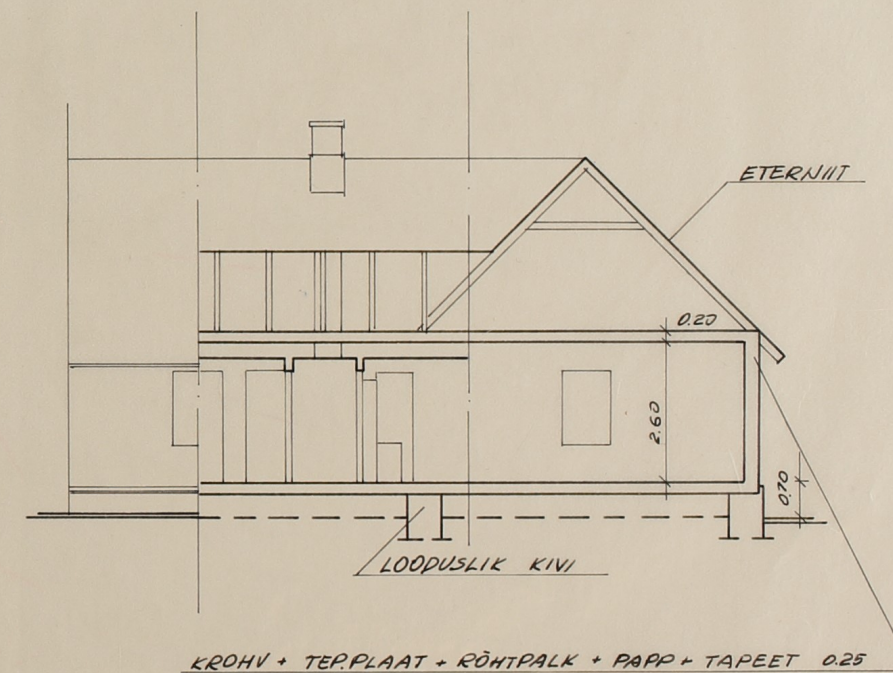 ETERNIIT
0.20
2.60
0.70
LOODUSLIK KIVI
KROHV + TEP.PLAAT + RÕHTPALK + PAPP + TAPEET 0.25